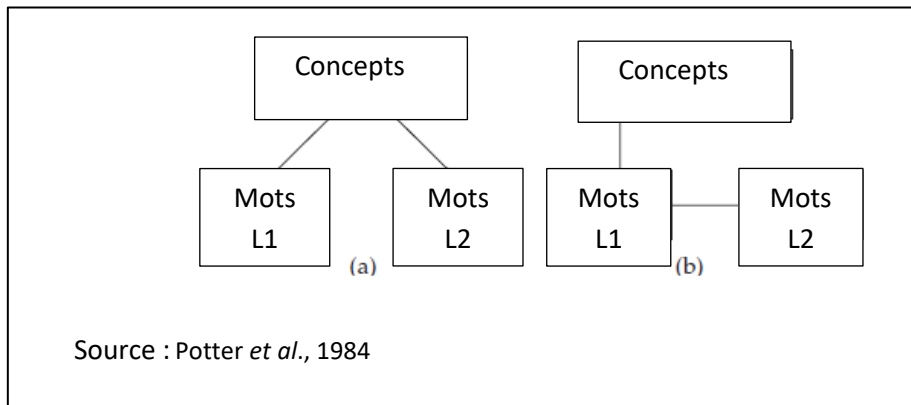 Concepts
Concepts
Mots
L1
Mots
L2
Mots
L1
Mots
L2
(a)
(b)
Source : Potter et al., 1984